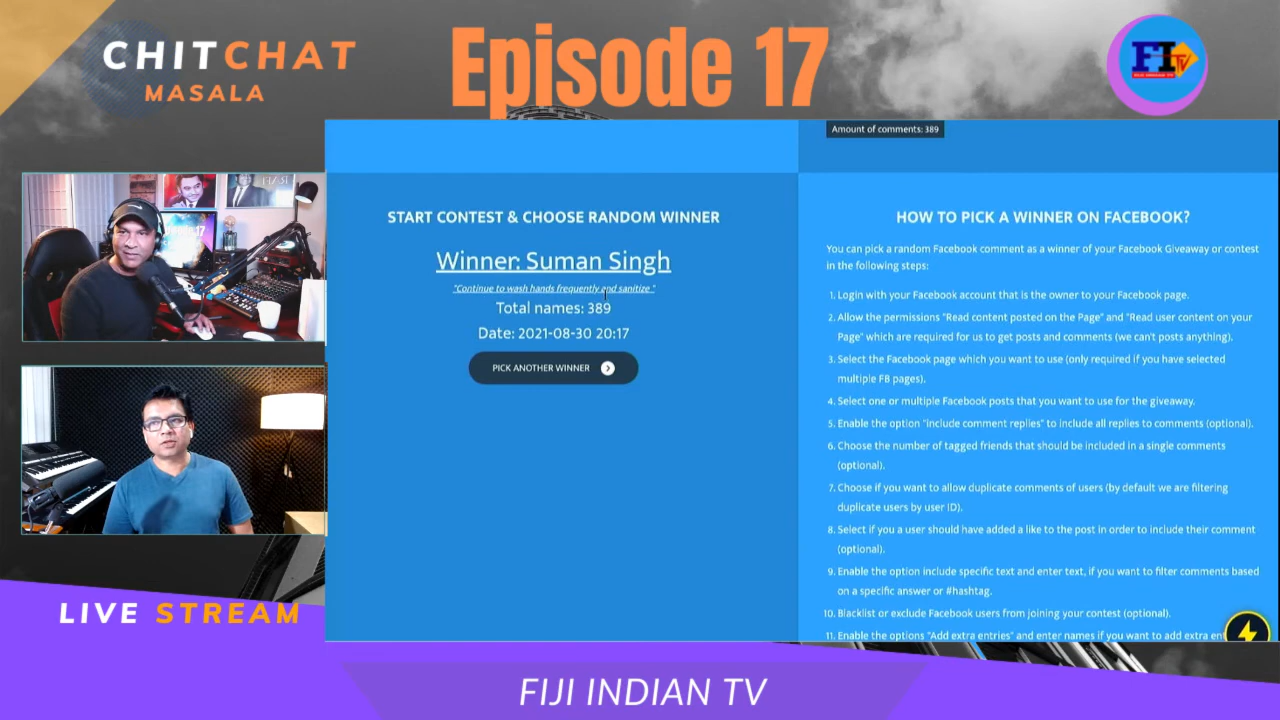 CHITCHAT
MASALA
Episode 17
FI TV
Amount of comments: 389
START CONTEST & CHOOSE RANDOM WINNER
Winner: Suman Singh
"Continue to wash hands frequently and sanitize "
Total names: 389
Date: 2021-08-30 20:17
PICK ANOTHER WINNER
HOW TO PICK A WINNER ON FACEBOOK?
You can pick a random Facebook comment as a winner of your Facebook Giveaway or contest
in the following steps:
1. Login with your Facebook account that is the owner to your Facebook page.
2. Allow the permissions "Read content posted on the Page" and "Read user content on your
Page" which are required for us to get posts and comments (we can't posts anything).
3. Select the Facebook page which you want to use (only required if you have selected
multiple FB pages).
4. Select one or multiple Facebook posts that you want to use for the giveaway.
5. Enable the option "Include comment replies" to include all replies to comments (optional).
6. Choose the number of tagged friends that should be included in a single comments
(optional).
7. Choose if you want to allow duplicate comments of users (by default we are filtering
duplicate users by user ID).
8. Select if you a user should have added a like to the post in order to include their comment
(optional).
9. Enable the option include specific text and enter text, if you want to filter comments based
on a specific answer or #hashtag.
10. Blacklist or exclude Facebook users from joining your contest (optional).
11. Enable the options "Add extra entries" and enter names if you want to add extra ent
LIVE STREAM
FIJI INDIAN TV